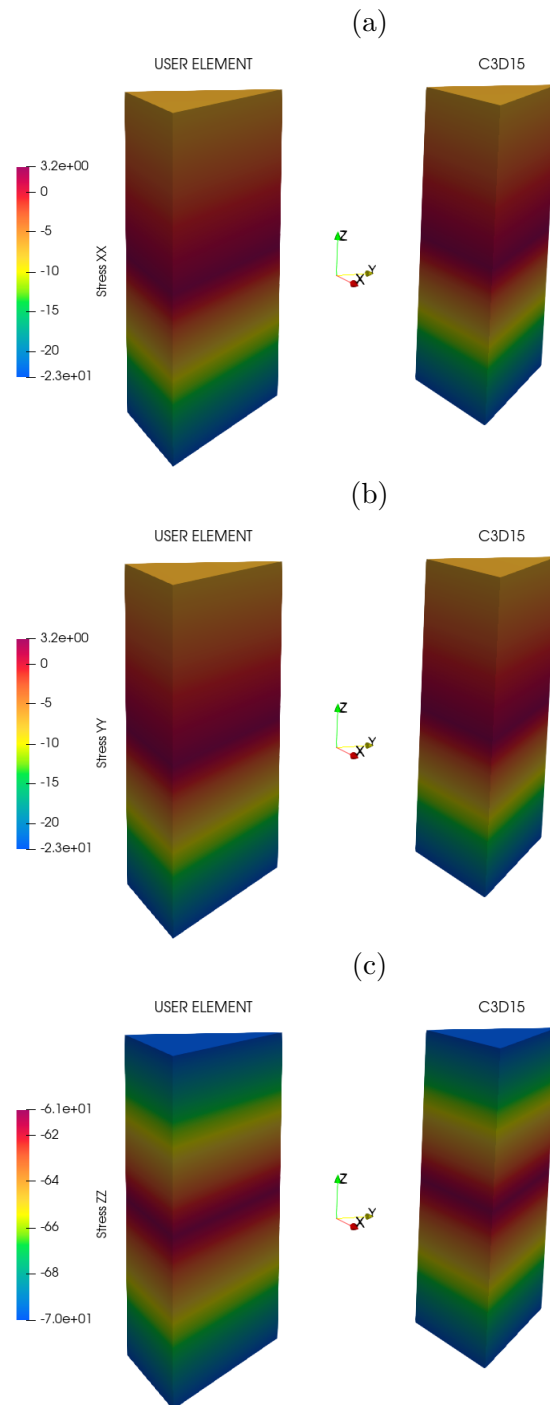 (a)
USER ELEMENT C3D15
3.2e+00
0
-5
-10
-15
-20
-2.3e+01
Stress XX
Z
Y
X
(b)
USER ELEMENT C3D15
3.2e+00
0
-5
-10
-15
-20
-2.3e+01
Stress YY
Z
Y
X
(c)
USER ELEMENT C3D15
-6.1e+01
-62
-64
-66
-68
-7.0e+01
Stress ZZ
Z
Y
X